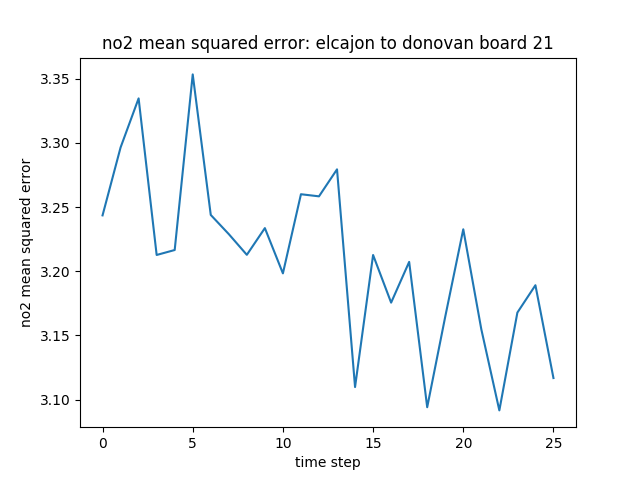 no2 mean squared error: elcajon to donovan board 21
no2 mean squared error
3.35
3.30
3.25
3.20
3.15
3.10
0 5 10 15 20 25
time step